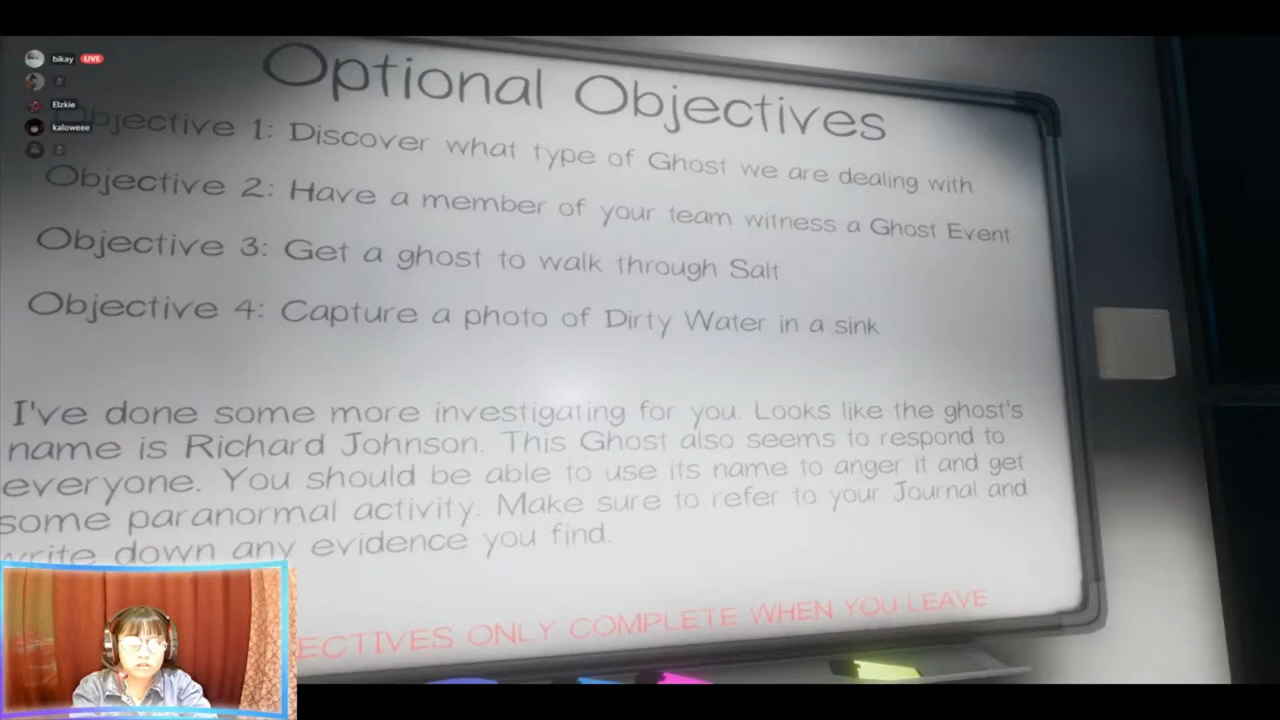 bikay LIVE
Elzkie
kaloweee
Optional Objectives
Objective 1: Discover what type of Ghost we are dealing with
Objective 2: Have a member of your team witness a Ghost Event
Objective 3: Get a ghost to walk through Salt
Objective 4: Capture a photo of Dirty Water in a sink
I've done some more investigating for you. Looks like the ghost's
name is Richard Johnson. This Ghost also seems to respond to
everyone. You should be able to use its name to anger it and get
some paranormal activity. Make sure to refer to your Journal and
write down any evidence you find.
ECTIVES ONLY COMPLETE WHEN YOU LEAVE